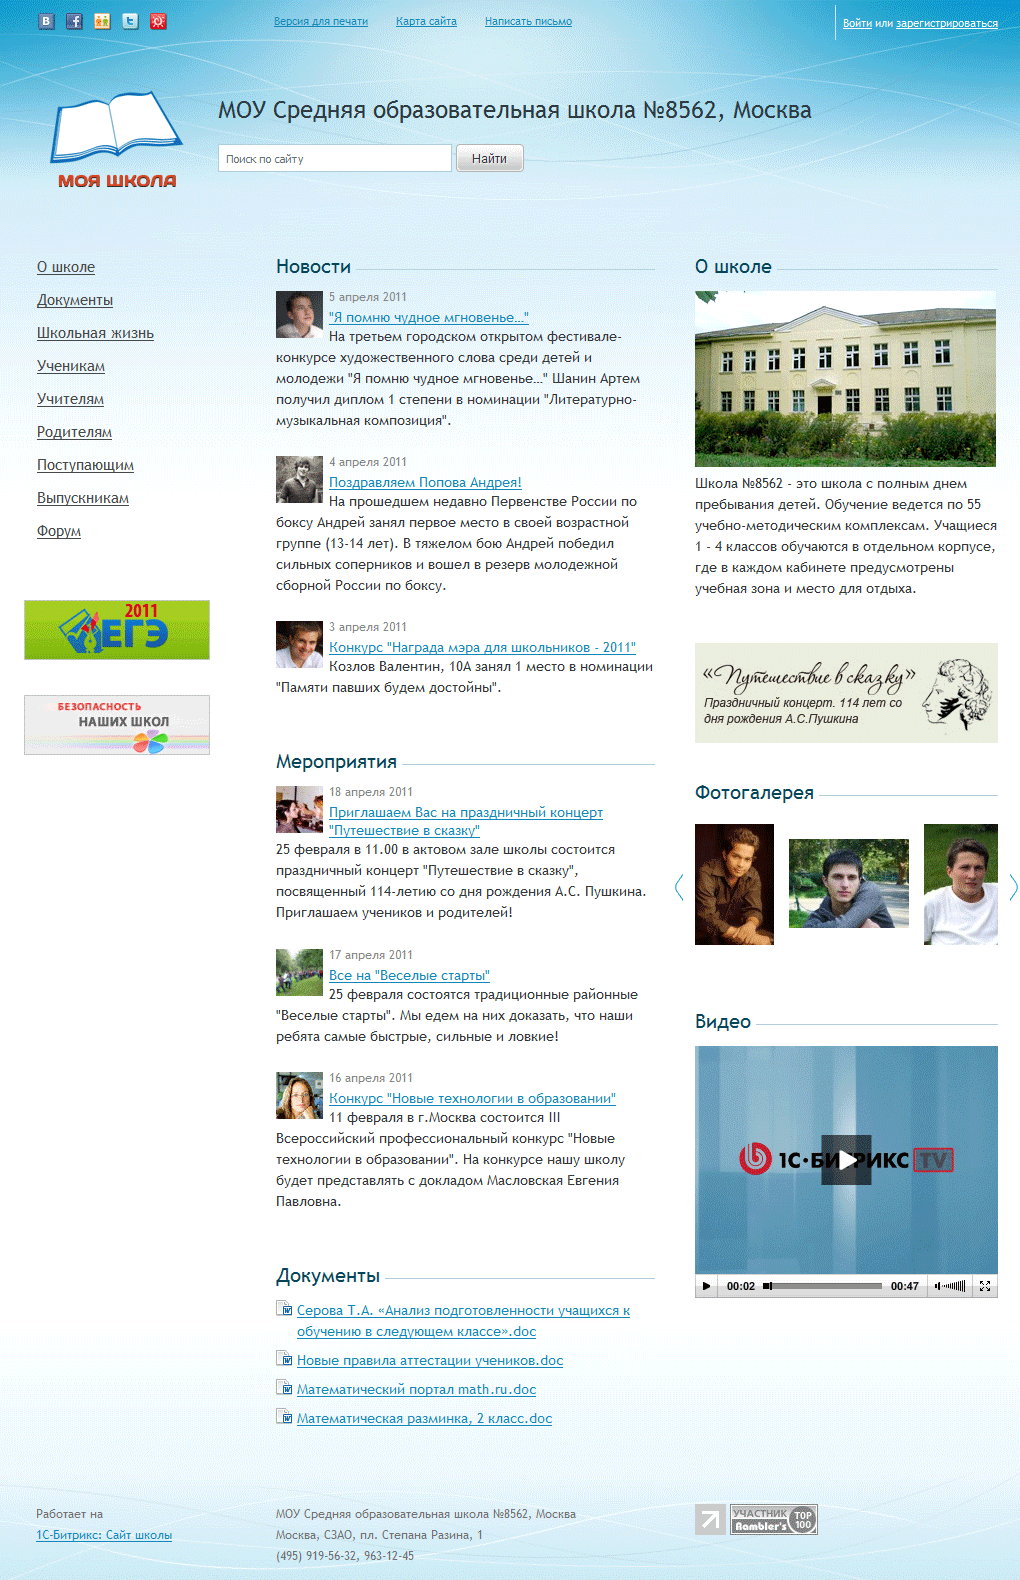 Версия для печати
Карта сайта
Написать письмо
Войти или зарегистрироваться
МОЯ ШКОЛА
МОУ Средняя образовательная школа №8562, Москва
Поиск по сайту
Найти
О школе
Документы
Школьная жизнь
Ученикам
Учителям
Родителям
Поступающим
Выпускникам
Форум
2011
ЕГЭ
БЕЗОПАСНОСТЬ
НАШИХ ШКОЛ
Новости
5 апреля 2011
"Я помню чудное мгновенье..."
На третьем городском открытом фестивале-
конкурсе художественного слова среди детей и
молодежи "Я помню чудное мгновенье..." Шанин Артем
получил диплом 1 степени в номинации "Литературно-
музыкальная композиция".
4 апреля 2011
Поздравляем Попова Андрея!
На прошедшем недавно Первенстве России по
боксу Андрей занял первое место в своей возрастной
группе (13-14 лет). В тяжелом бою Андрей победил
сильных соперников и вошел в резерв молодежной
сборной России по боксу.
3 апреля 2011
Конкурс "Награда мэра для школьников - 2011"
Козлов Валентин, 10А занял 1 место в номинации
"Памяти павших будем достойны".
Мероприятия
18 апреля 2011
Приглашаем Вас на праздничный концерт
"Путешествие в сказку"
25 февраля в 11.00 в актовом зале школы состоится
праздничный концерт "Путешествие в сказку",
посвященный 114-летию со дня рождения А.С. Пушкина.
Приглашаем учеников и родителей!
17 апреля 2011
Все на "Веселые старты"
25 февраля состоятся традиционные районные
"Веселые старты". Мы едем на них доказать, что наши
ребята самые быстрые, сильные и ловкие!
16 апреля 2011
Конкурс "Новые технологии в образовании"
11 февраля в г.Москва состоится III
Всероссийский профессиональный конкурс "Новые
технологии в образовании". На конкурсе нашу школу
будет представлять с докладом Масловская Евгения
Павловна.
Документы
Серова Т.А. «Анализ подготовленности учащихся к
обучению в следующем классе».doc
Новые правила аттестации учеников.doc
Математический портал math.ru.doc
Математическая разминка, 2 класс.doc
О школе
Школа №8562 - это школа с полным днем
пребывания детей. Обучение ведется по 55
учебно-методическим комплексам. Учащиеся
1 - 4 классов обучаются в отдельном корпусе,
где в каждом кабинете предусмотрены
учебная зона и место для отдыха.
«Путешествие в сказку»
Праздничный концерт. 114 лет со
дня рождения А.С.Пушкина
Фотогалерея
Видео
1С·БИТРИКС TV
00:02
00:47
Работает на
1С-Битрикс: Сайт школы
МОУ Средняя образовательная школа №8562, Москва
Москва, СЗАО, пл. Степана Разина, 1
(495) 919-56-32, 963-12-45
УЧАСТНИК
Rambler's
TOP
100